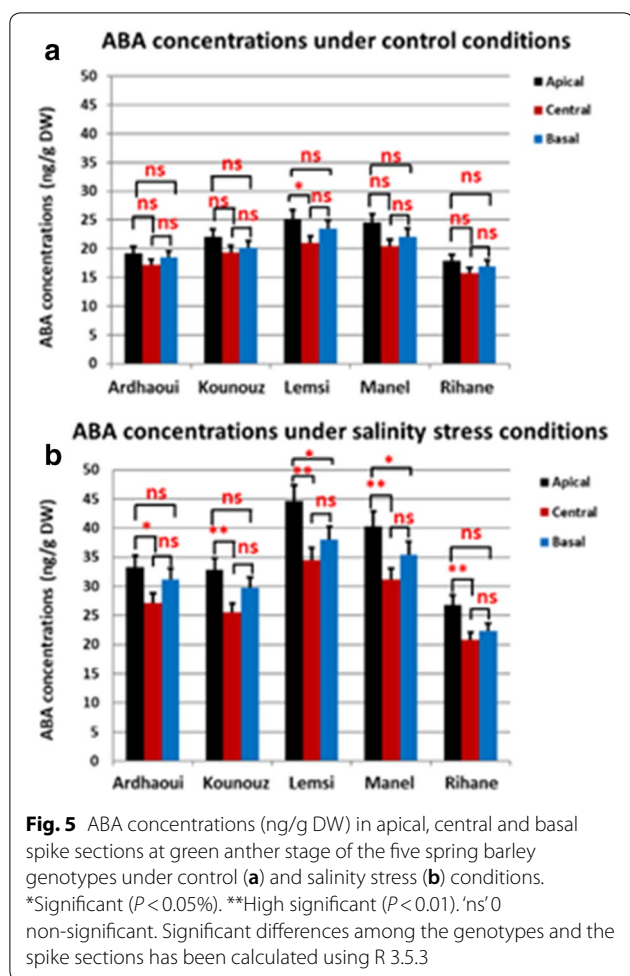 a
ABA concentrations under control conditions
ABA concentrations (ng/g DW)
50
45
40
35
30
25
20
15
10
5
0
ns ns ns
ns ns ns
ns * ns
ns ns ns
ns ns ns
Apical
Central
Basal
Ardhaoui Kounouz Lemsi Manel Rihane
ABA concentrations under salinity stress conditions
b
ABA concentrations (ng/g DW)
50
45
40
35
30
25
20
15
10
5
0
ns * ns
ns ** ns
* ** ns
* ** ns
ns ** ns
Apical
Central
Basal
Ardhaoui Kounouz Lemsi Manel Rihane
Fig. 5 ABA concentrations (ng/g DW) in apical, central and basal
spike sections at green anther stage of the five spring barley
genotypes under control (a) and salinity stress (b) conditions.
*Significant (P < 0.05%). **High significant (P < 0.01). 'ns' 0
non-significant. Significant differences among the genotypes and the
spike sections has been calculated using R 3.5.3